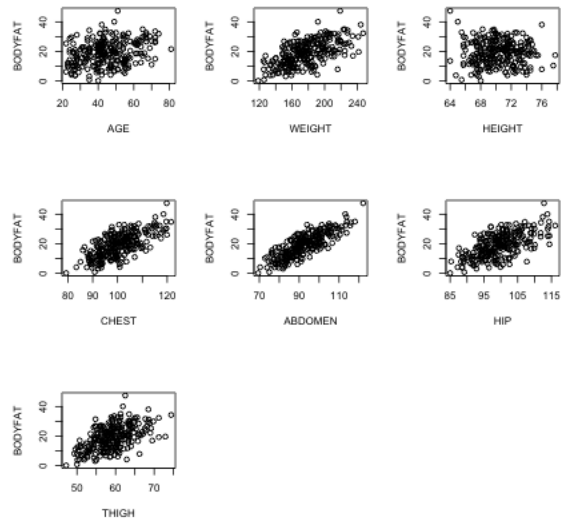 BODYFAT
0 20 40
20 40 60 80
AGE
BODYFAT
0 20 40
120 160 200 240
WEIGHT
BODYFAT
0 20 40
64 68 72 76
HEIGHT
BODYFAT
0 20 40
80 90 100 120
CHEST
BODYFAT
0 20 40
70 90 110
ABDOMEN
BODYFAT
0 20 40
85 95 105 115
HIP
BODYFAT
0 20 40
50 60 70
THIGH